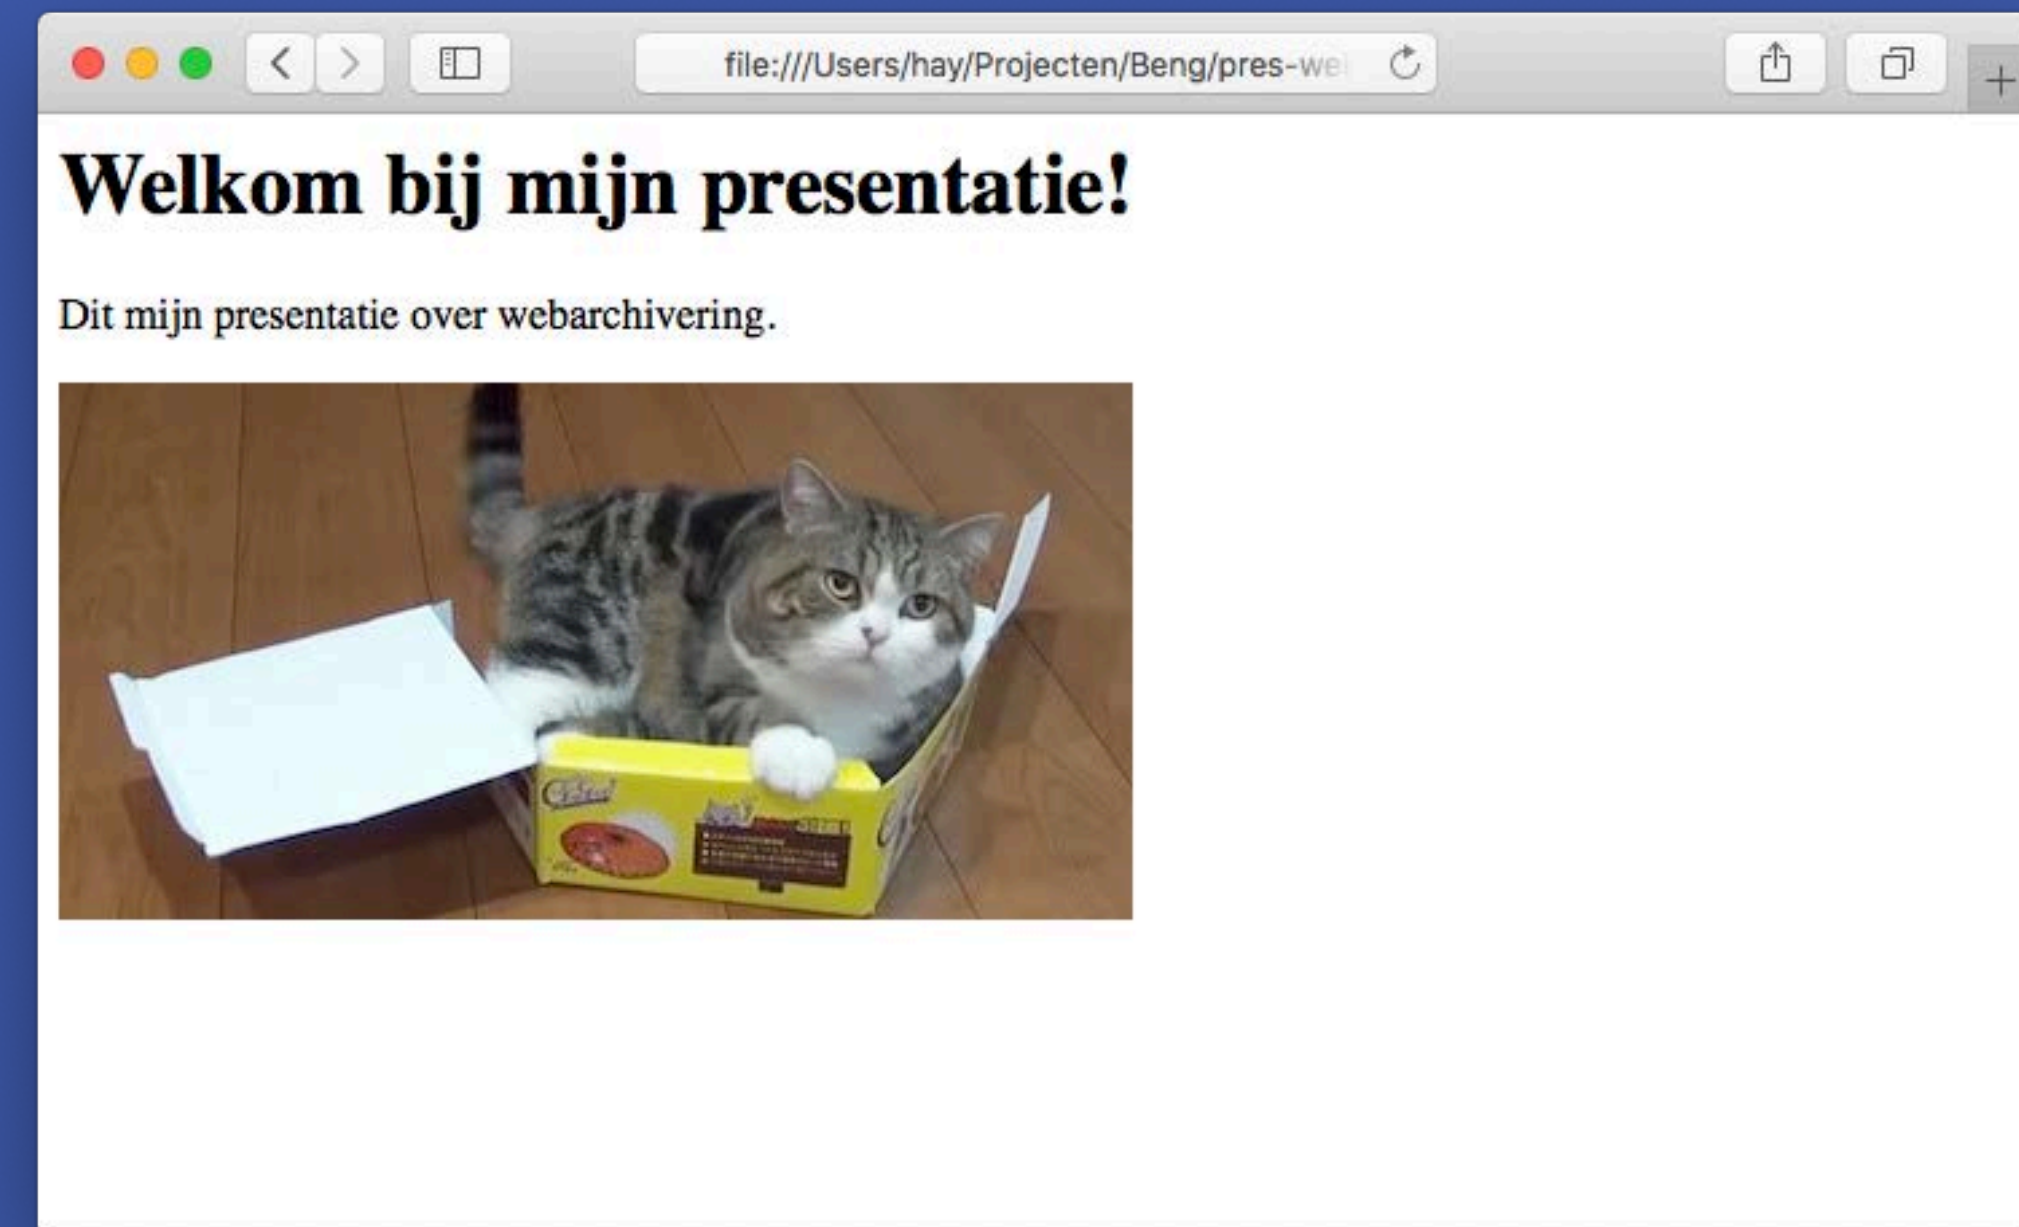 file:///Users/hay/Projecten/Beng/pres-we
Welkom bij mijn presentatie!
Dit mijn presentatie over webarchivering.